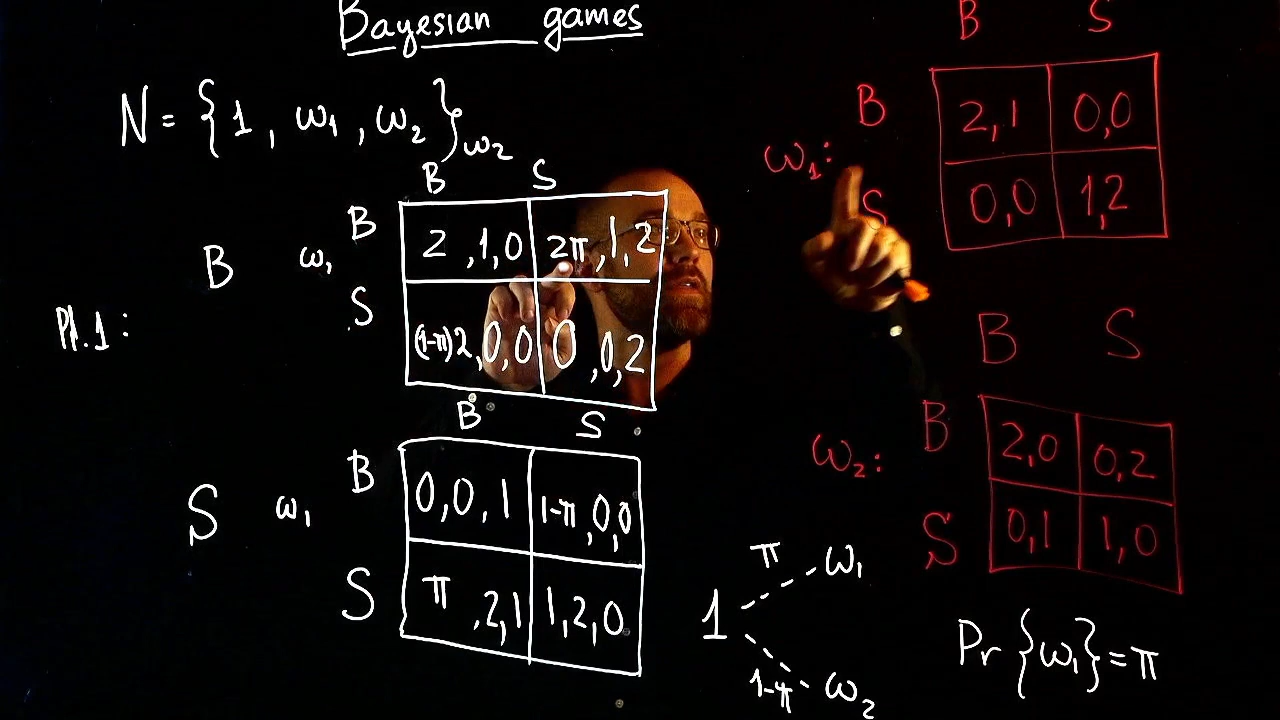 Bayesian games
N = {1, ω₁, ω₂}
ω₂
B S
B 2,1,0 2π,1,2
B ω₁
S (1-π)2,0,0 0,0,2
Pl.1:
B S
B 0,0,1 1-π,0,0
S ω₁
S π,2,1 1,2,0
B S
B 2,1 0,0
ω₁:
S 0,0 1,2
B S
B 2,0 0,2
ω₂:
S 0,1 1,0
π ω₁
1
1-π ω₂
Pr {ω₁} = π